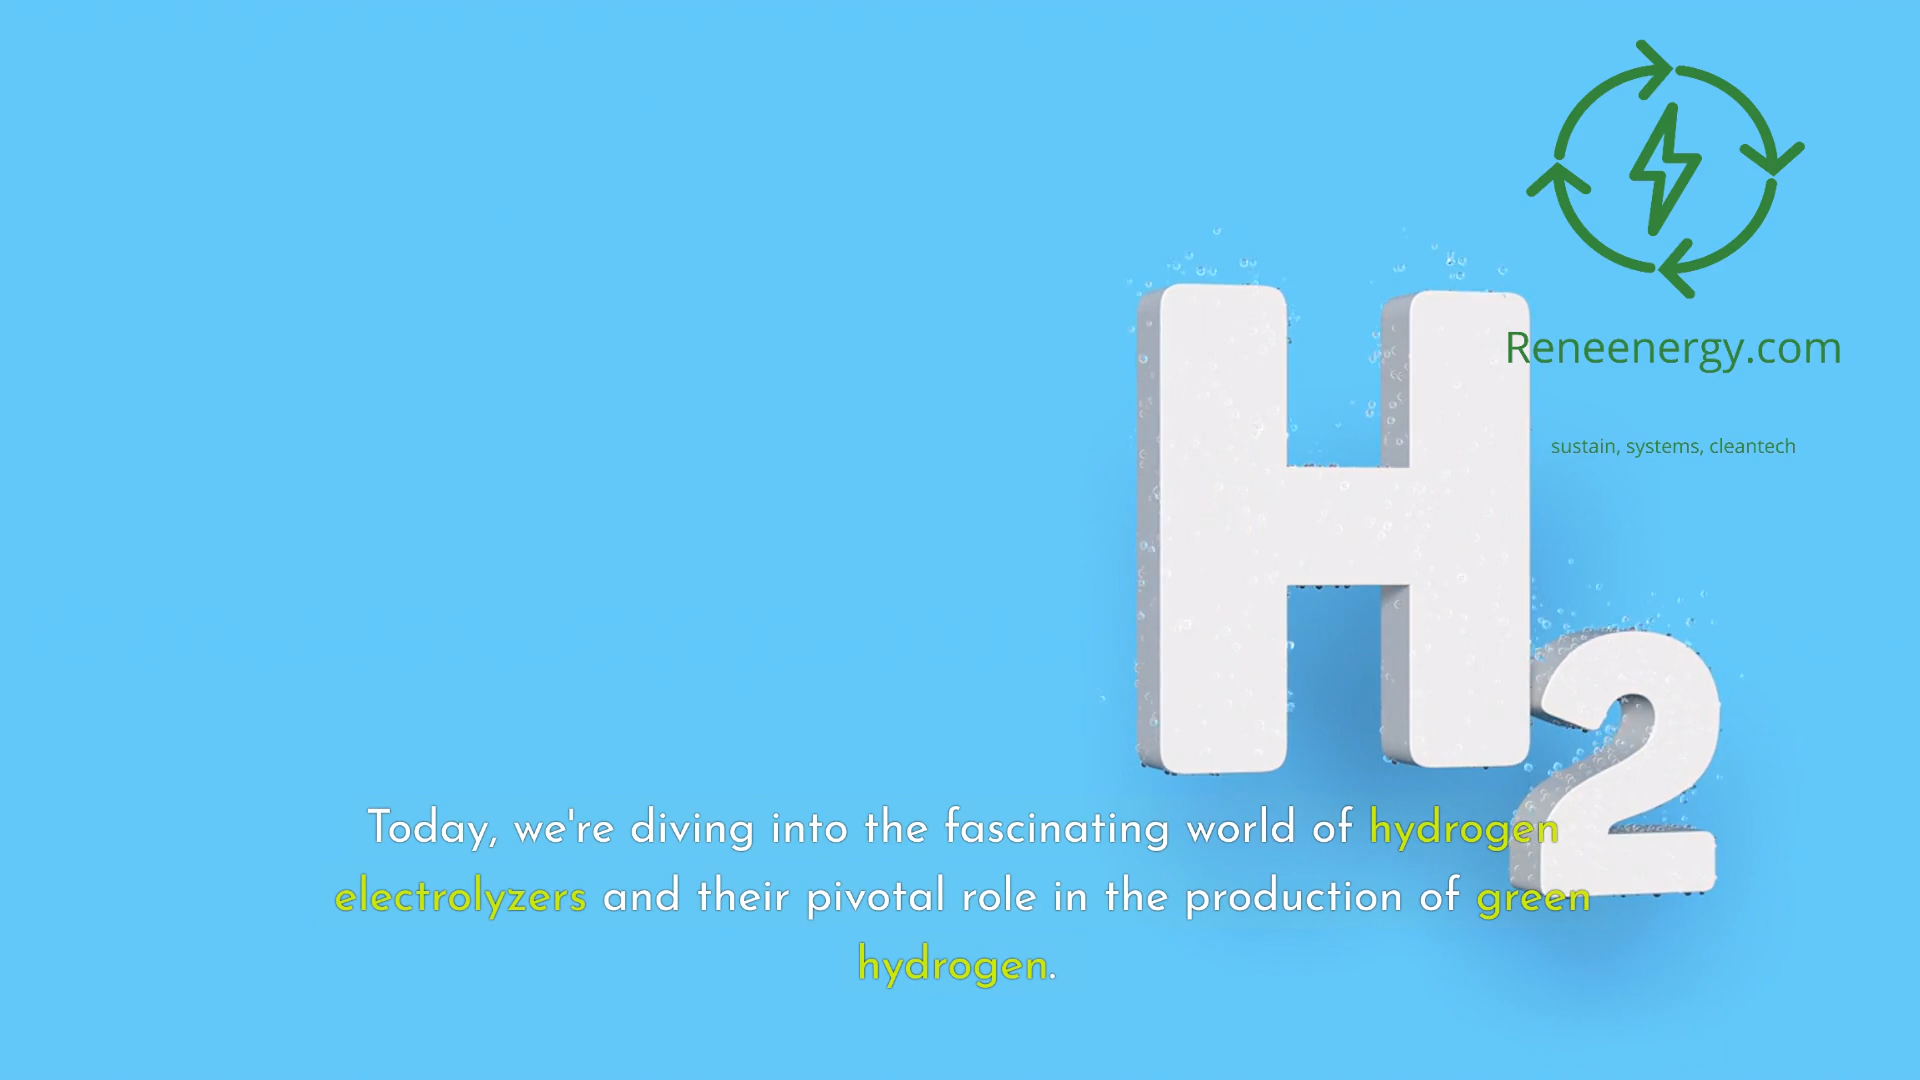 Reneenergy.com
sustain, systems, cleantech
H
2
Today, we're diving into the fascinating world of hydrogen
electrolyzers and their pivotal role in the production of green
hydrogen.